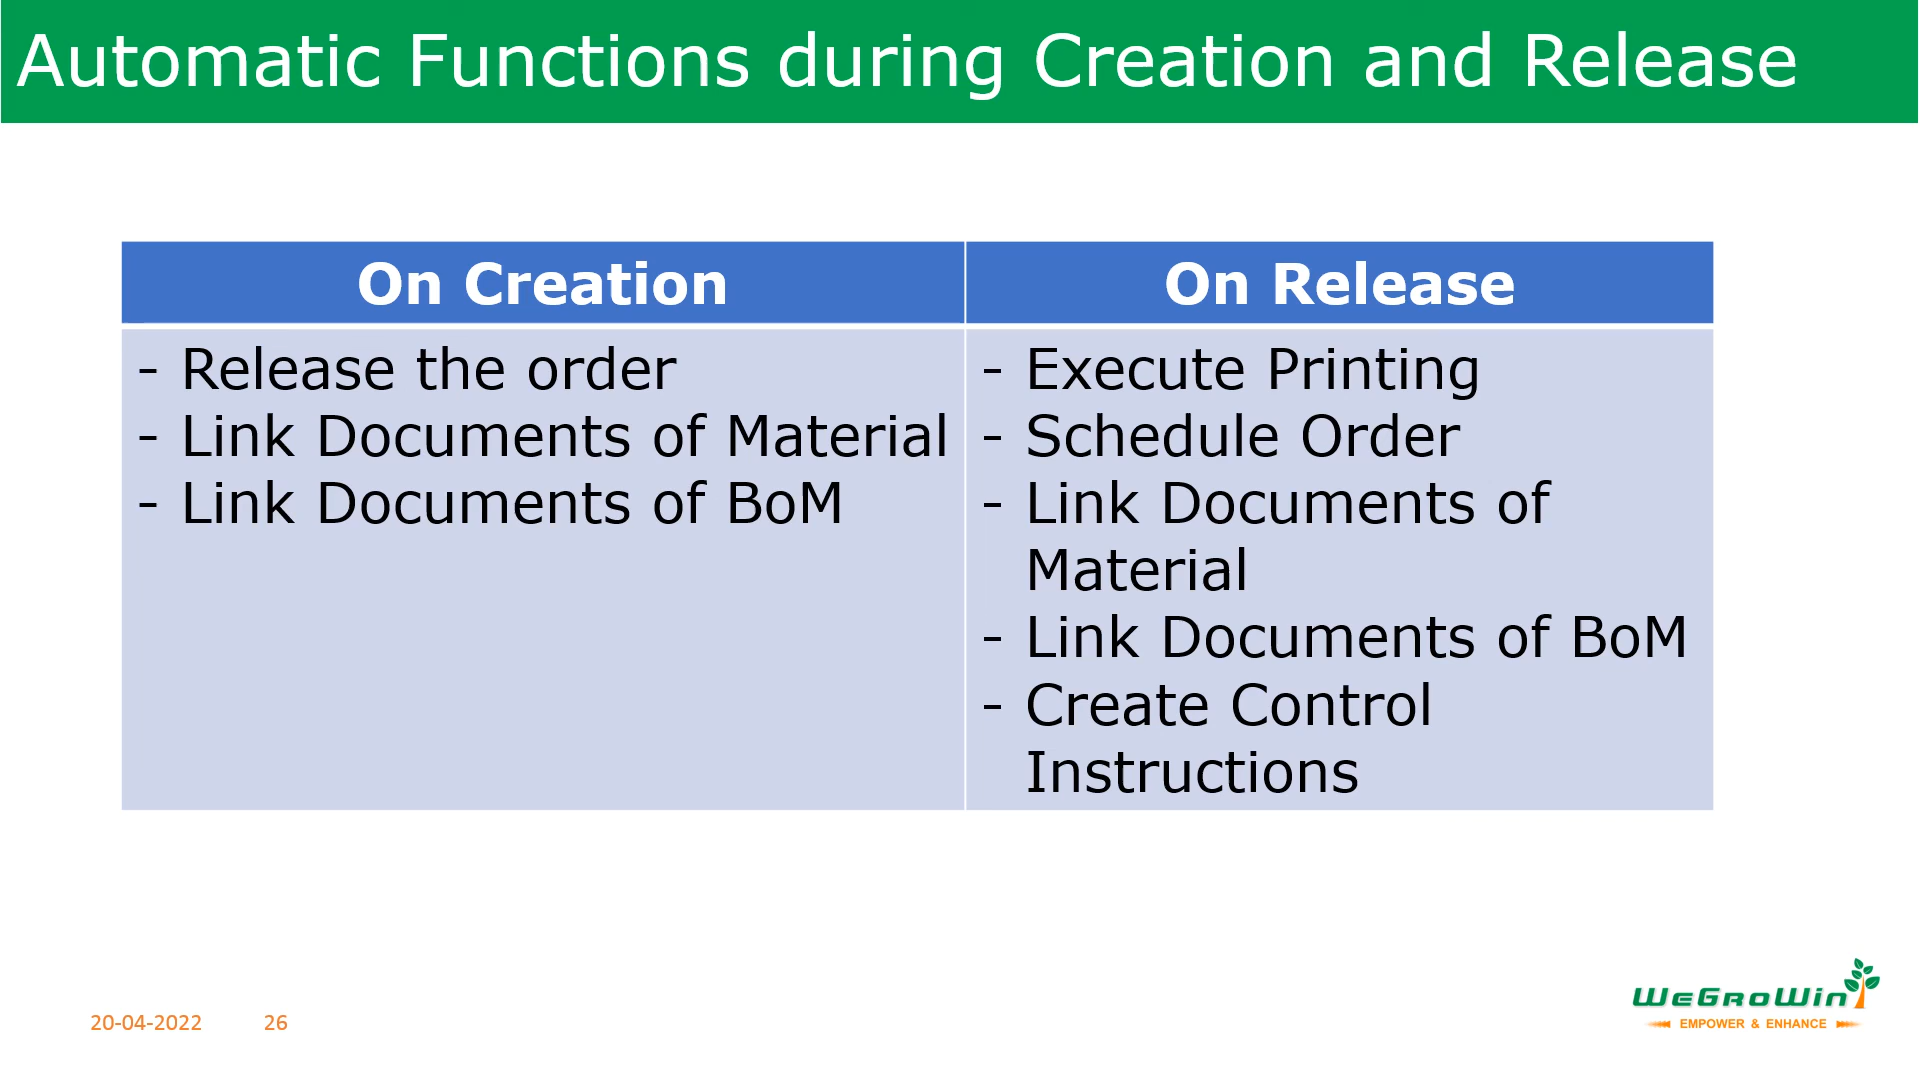 Automatic Functions during Creation and Release
On Creation
- Release the order
- Link Documents of Material
- Link Documents of BoM
On Release
- Execute Printing
- Schedule Order
- Link Documents of
Material
- Link Documents of BoM
- Create Control
Instructions
20-04-2022
26
WeGroWin
EMPOWER & ENHANCE